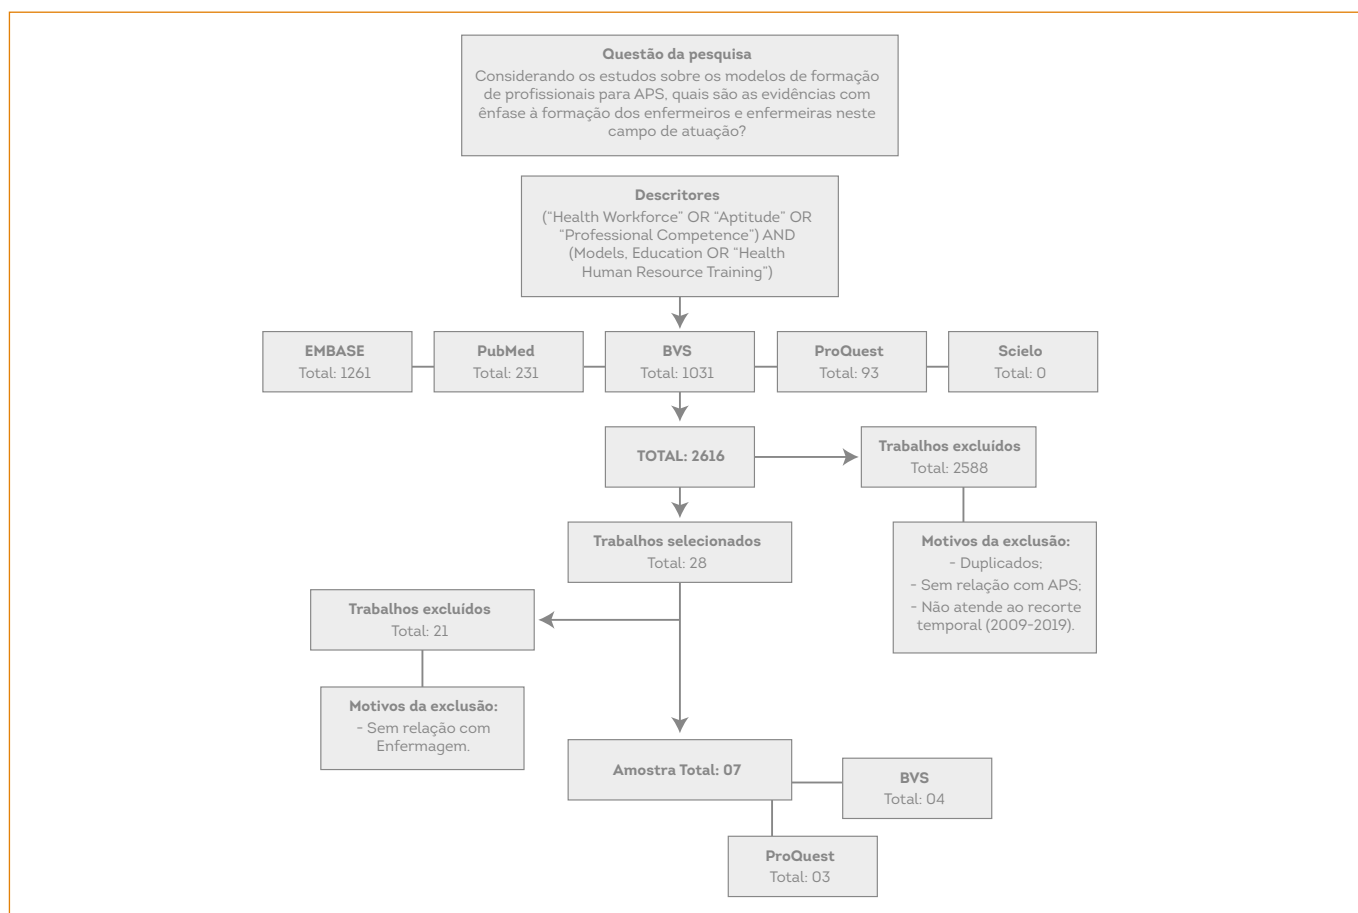 Questão da pesquisa
Considerando os estudos sobre os modelos de formação
de profissionais para APS, quais são as evidências com
ênfase à formação dos enfermeiros e enfermeiras neste
campo de atuação?
Descritores
(“Health Workforce” OR “Aptitude” OR
“Professional Competence”) AND
(Models, Education OR “Health
Human Resource Training”)
EMBASE
Total: 1261
PubMed
Total: 231
BVS
Total: 1031
ProQuest
Total: 93
Scielo
Total: 0
TOTAL: 2616
Trabalhos excluídos
Total: 2588
Motivos da exclusão:
- Duplicados;
- Sem relação com APS;
- Não atende ao recorte
temporal (2009-2019).
Trabalhos selecionados
Total: 28
Trabalhos excluídos
Total: 21
Motivos da exclusão:
- Sem relação com
Enfermagem.
Amostra Total: 07
BVS
Total: 04
ProQuest
Total: 03